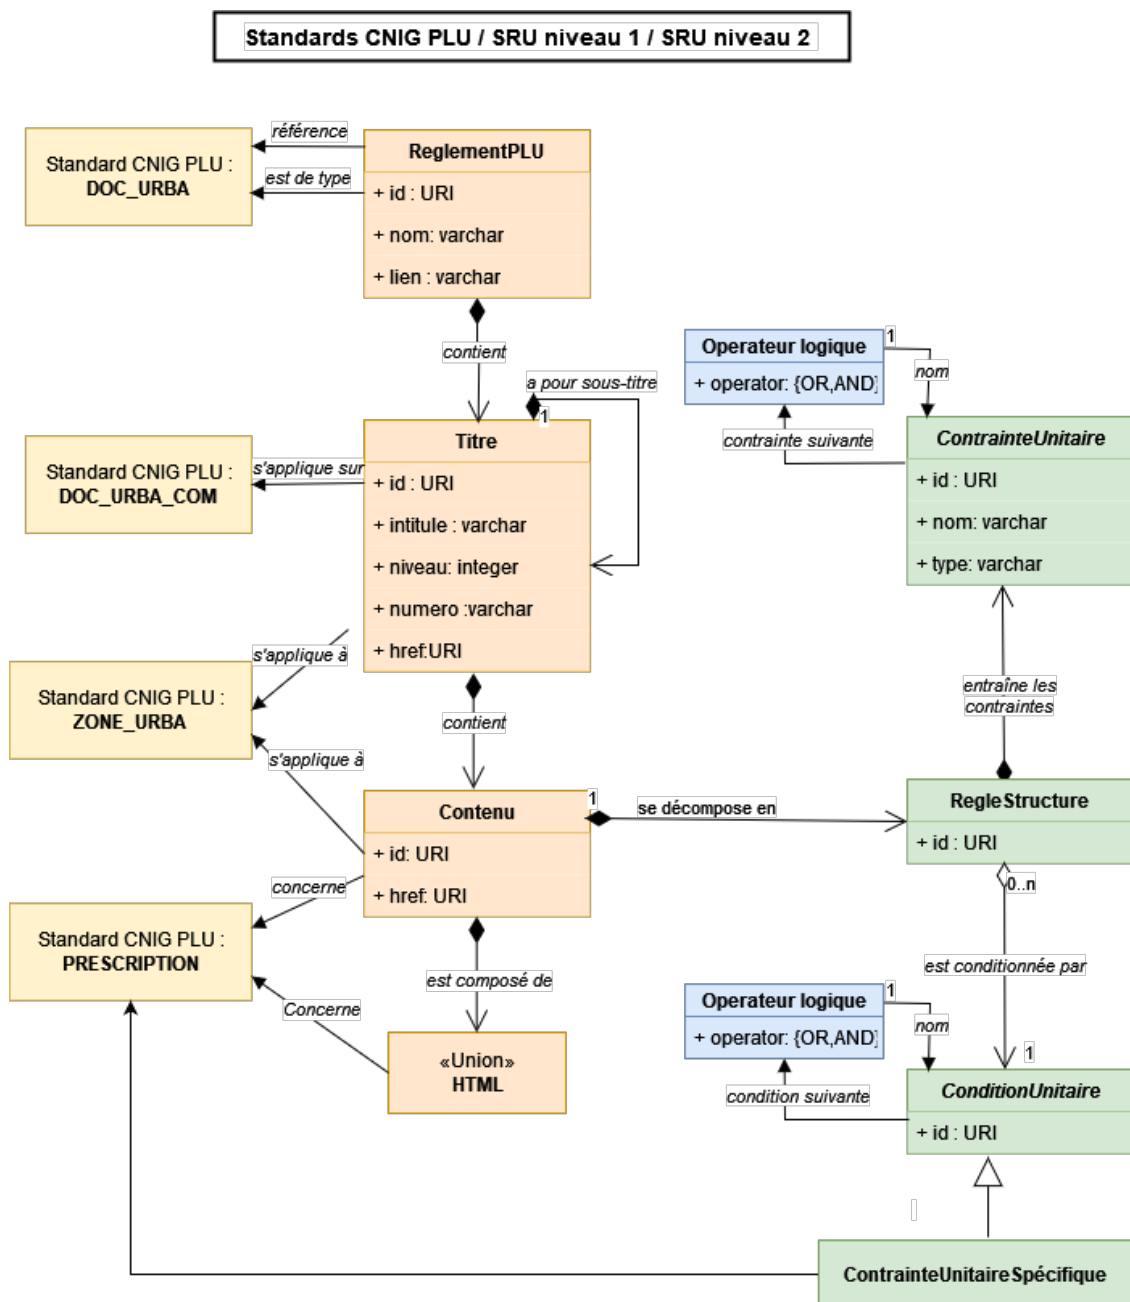 Standards CNIG PLU / SRU niveau 1 / SRU niveau 2
Standard CNIG PLU :
DOC_URBA
référence
est de type
ReglementPLU
+ id : URI
+ nom: varchar
+ lien : varchar
contient
a pour sous-titre
1
Titre
+ id : URI
+ intitule : varchar
+ niveau: integer
+ numero :varchar
+ href:URI
Standard CNIG PLU :
DOC_URBA_COM
s'applique sur
Standard CNIG PLU :
ZONE_URBA
s'applique à
s'applique à
contient
Contenu
+ id: URI
+ href: URI
1
se décompose en
concerne
Standard CNIG PLU :
PRESCRIPTION
Concerne
est composé de
«Union»
HTML
Operateur logique
+ operator: {OR,AND}
1
nom
contrainte suivante
ContrainteUnitaire
+ id : URI
+ nom: varchar
+ type: varchar
entraîne les
contraintes
RegleStructure
+ id : URI
0..n
est conditionnée par
1
Operateur logique
+ operator: {OR,AND}
1
nom
condition suivante
ConditionUnitaire
+ id : URI
ContrainteUnitaireSpécifique